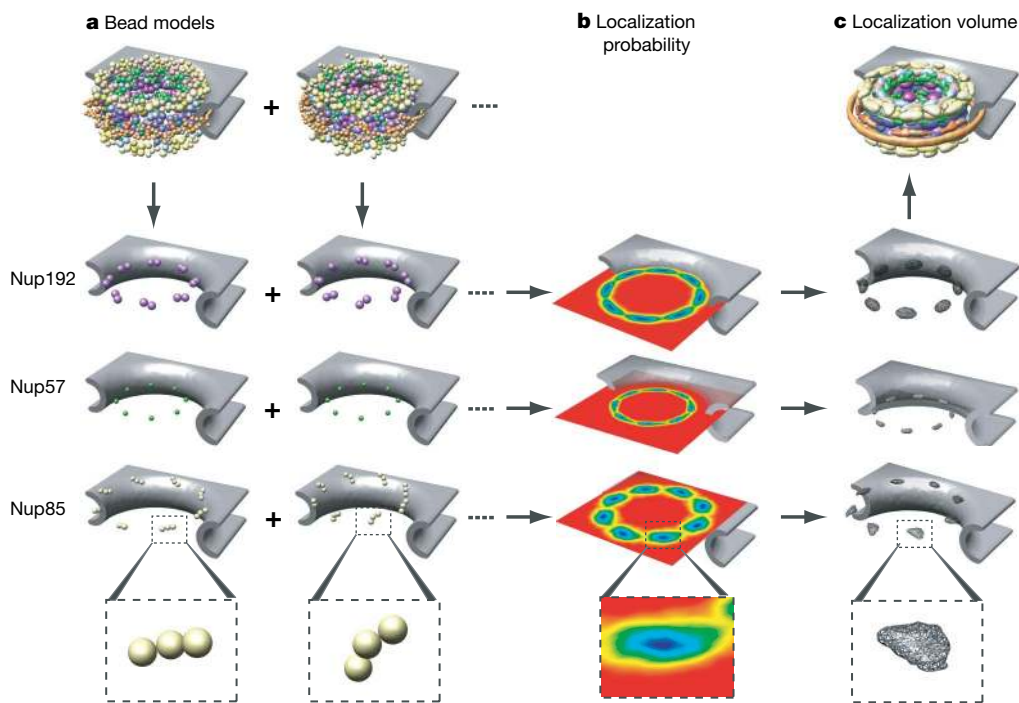 a Bead models
b Localization
probability
c Localization volume
Nup192
Nup57
Nup85